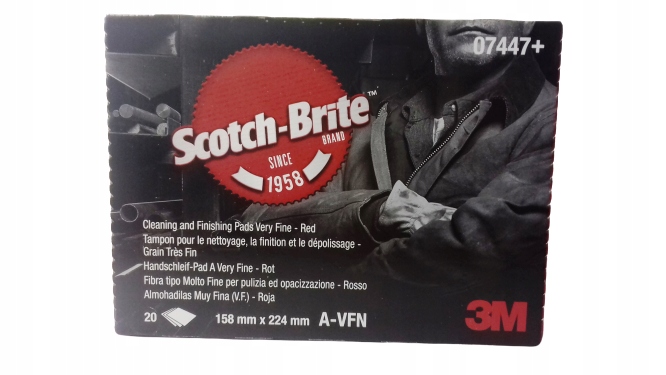 07447+
Scotch-Brite™
BRAND
SINCE
1958
Cleaning and Finishing Pads Very Fine - Red
Tampon pour le nettoyage, la finition et le dépolissage -
Grain Très Fin
Handschleif-Pad A Very Fine - Rot
Fibra tipo Molto Fine per pulizia ed opacizzazione - Rosso
Almohadilas Muy Fina (V.F.) - Roja
20 158 mm x 224 mm A-VFN
3M